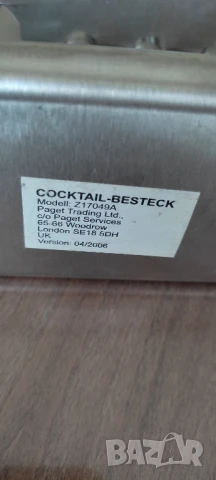 COCKTAIL-BESTECK
Modell: Z17049A
Paget Trading Ltd.,
c/o Paget Services
65-66 Woodrow
London SE18 5DH
UK
Version: 04/2006
bazar.bg